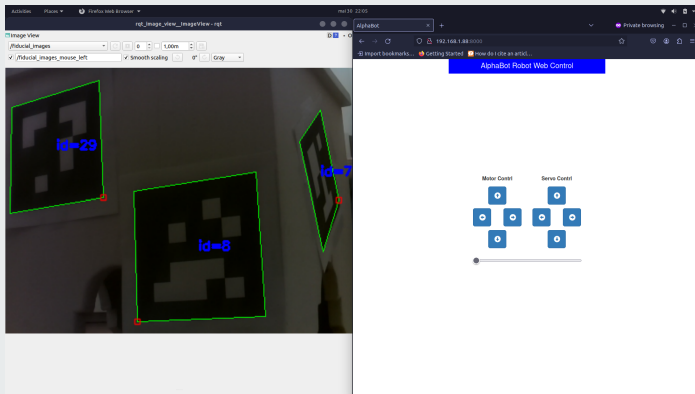 Activities Places Firefox Web Browser mei 30 22:05
rqt_image_view__ImageView - rqt
Image View
/fiducial_images 0 1,00m
/fiducial_images_mouse_left Smooth scaling 0° Gray
id=29
id=7
id=8
AlphaBot Private browsing
192.168.1.88:8000
Import bookmarks... Getting Started How do I cite an articl...
AlphaBot Robot Web Control
Motor Contrl Servo Contrl